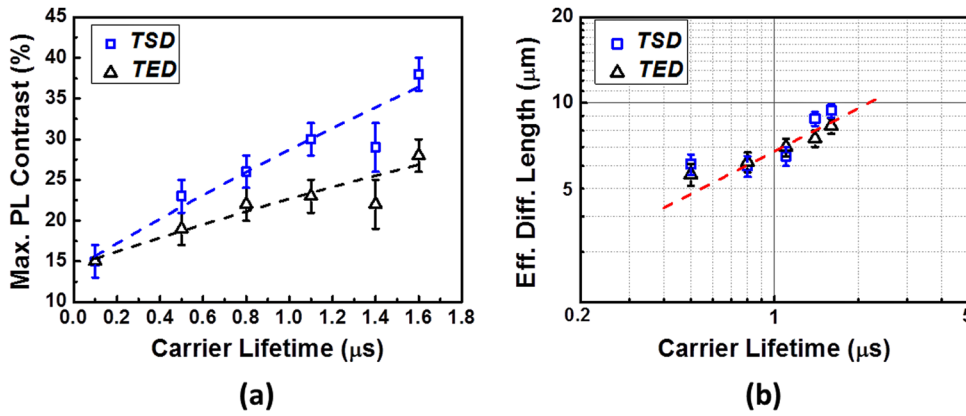 Max. PL Contrast (%)
45
40
35
30
25
20
15
10
TSD
TED
0.0 0.2 0.4 0.6 0.8 1.0 1.2 1.4 1.6 1.8
Carrier Lifetime (μs)
(a)
Eff. Diff. Length (μm)
20
10
5
2
TSD
TED
0.2 1 5
Carrier Lifetime (μs)
(b)